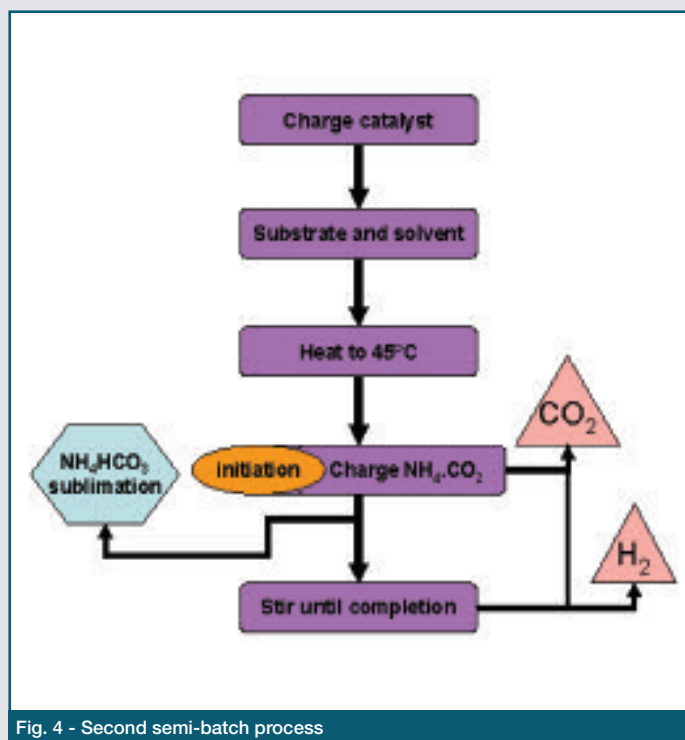 Charge catalyst
Substrate and solvent
Heat to 45°C
CO₂
NH₄HCO₃
sublimation
initiation
Charge NH₄.CO₂
H₂
Stir until completion
Fig. 4 - Second semi-batch process